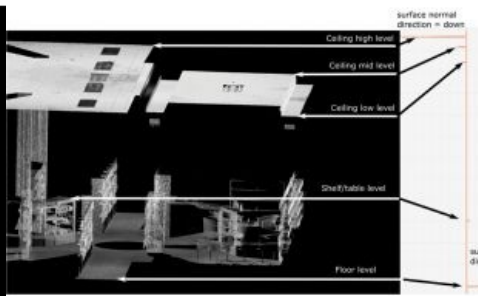 surface normal
direction = down
Ceiling high level
Ceiling mid level
Ceiling low level
Shelf/table level
Floor level